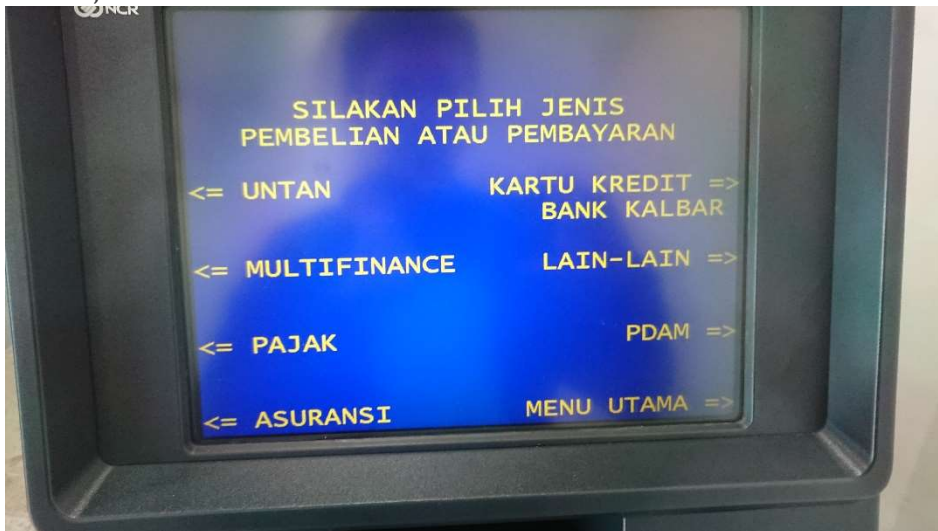 NCR
SILAKAN PILIH JENIS
PEMBELIAN ATAU PEMBAYARAN
<= UNTAN
KARTU KREDIT =>
BANK KALBAR
<= MULTIFINANCE
LAIN-LAIN =>
<= PAJAK
PDAM =>
<= ASURANSI
MENU UTAMA =>